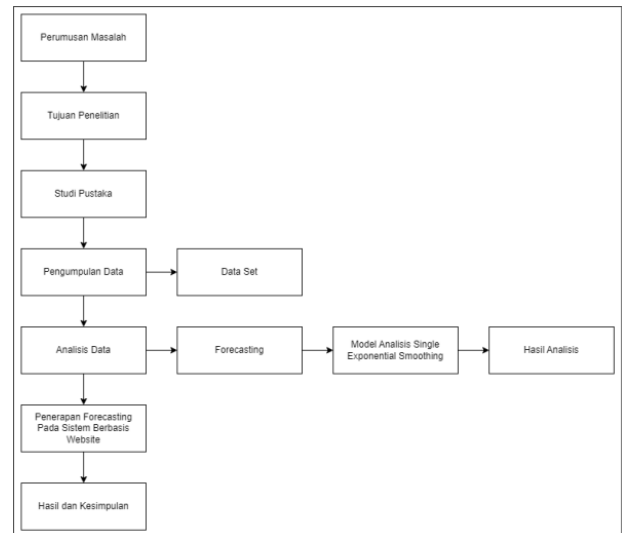 Perumusan Masalah
Tujuan Penelitian
Studi Pustaka
Pengumpulan Data
Data Set
Analisis Data
Forecasting
Model Analisis Single
Exponential Smoothing
Hasil Analisis
Penerapan Forecasting
Pada Sistem Berbasis
Website
Hasil dan Kesimpulan